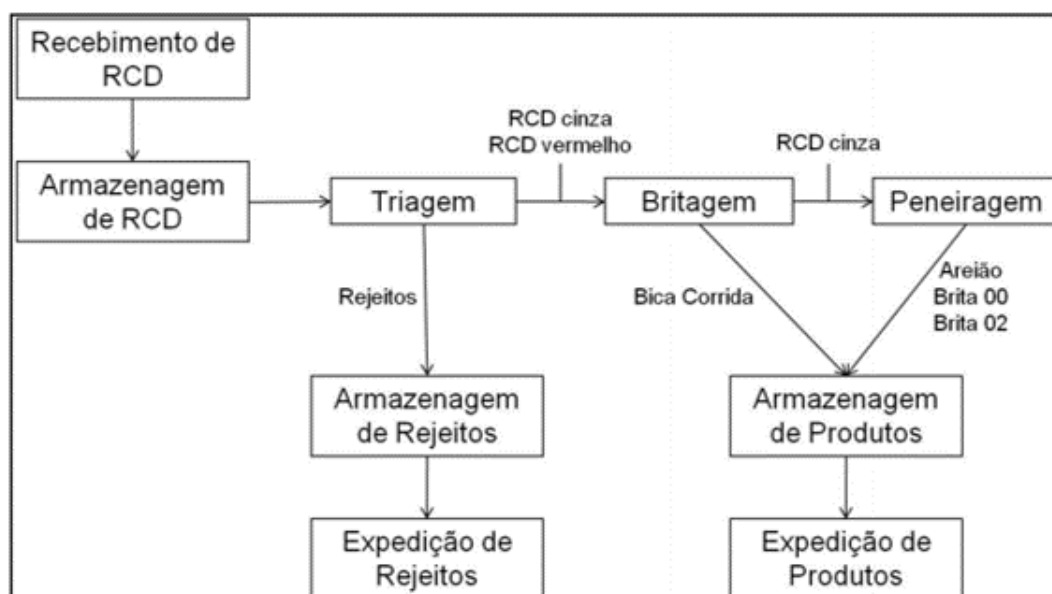 Recebimento de
RCD
Armazenagem
de RCD
Triagem
RCD cinza
RCD vermelho
Britagem
RCD cinza
Peneiragem
Rejeitos
Bica Corrida
Areião
Brita 00
Brita 02
Armazenagem
de Rejeitos
Armazenagem
de Produtos
Expedição de
Rejeitos
Expedição de
Produtos